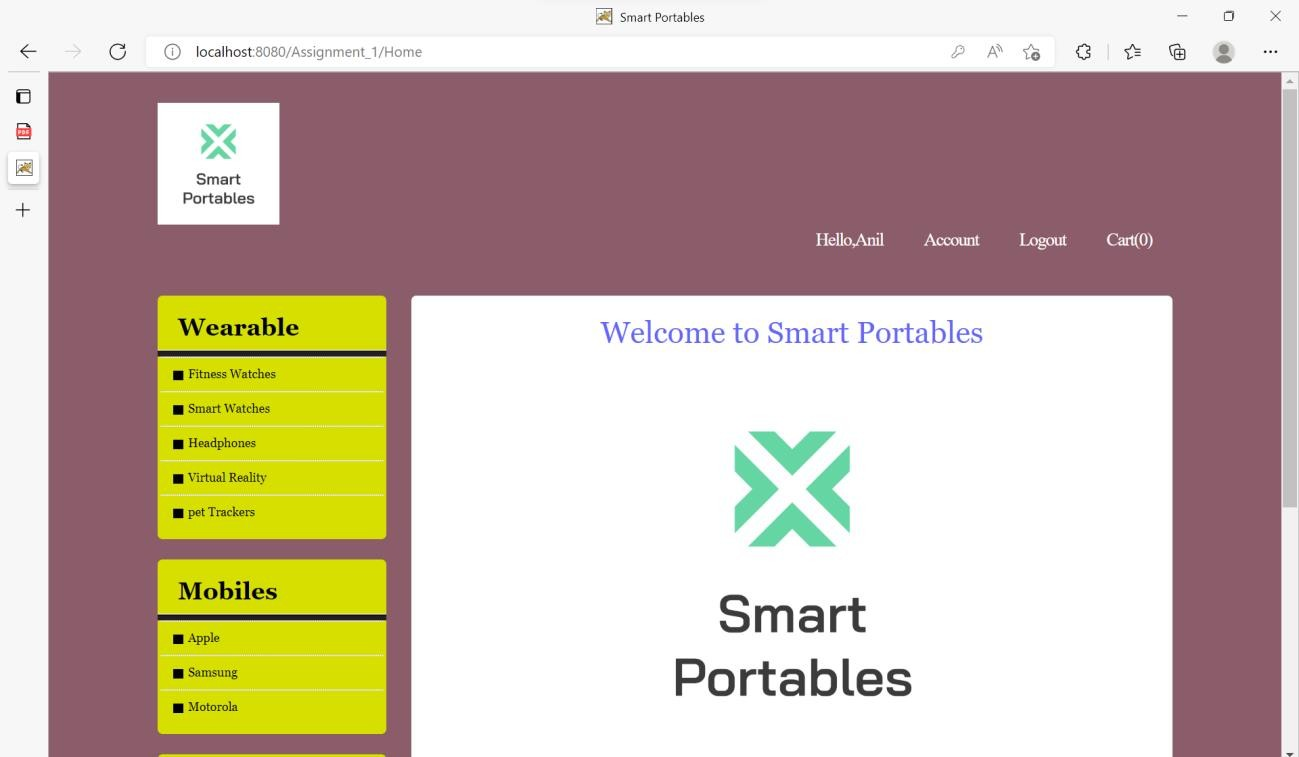 Smart Portables
localhost:8080/Assignment_1/Home
Smart
Portables
Hello,Anil Account Logout Cart(0)
Wearable
Fitness Watches
Smart Watches
Headphones
Virtual Reality
pet Trackers
Mobiles
Apple
Samsung
Motorola
Welcome to Smart Portables
Smart
Portables